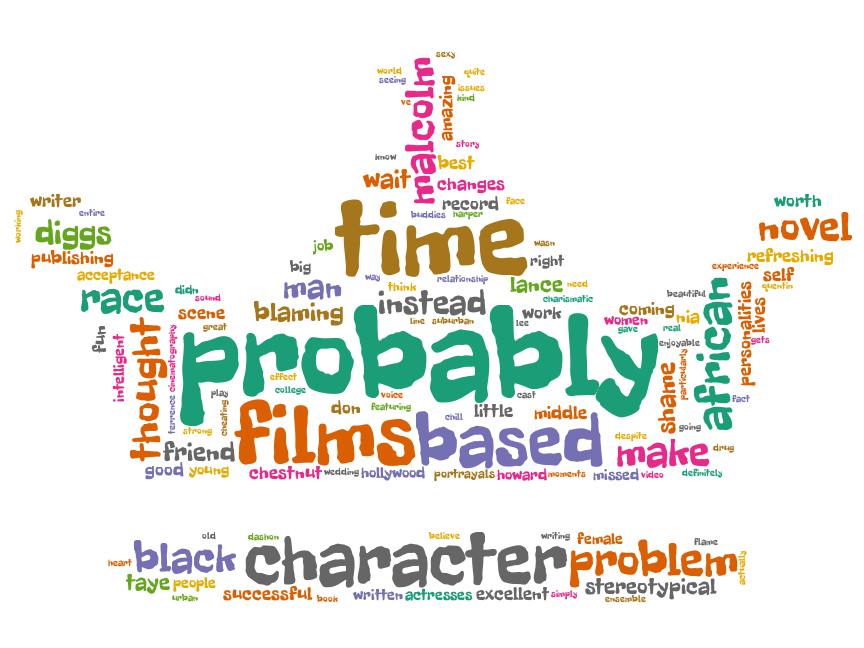 sexy
world
quite
seeing
malcolm
amazing
issues
ve
kind
story
know
best
wait
changes
writer
record
face
worth
entire
buddies
harper
working
diggs
time
novel
job
wasn
publishing
right
refreshing
big
experience
acceptance
way
think
relationship
self
man
lance
need
quentin
race
didn
sound
instead
charismatic
beautiful
african
personalities
lives
scene
blaming
work
coming
nia
women
line
suburban
lee
gave
real
great
fun
intelligent
thought
cinematography
probably
enjoyable
gets
shame
particularly
effect
college
play
voice
cast
fact
terrence
cheating
don
featuring
little
middle
chill
strong
films
based
going
despite
friend
make
drug
good
young
chestnut
wedding
hollywood
portrayals
howard
moments
missed
video
definitely
old
dashon
believe
writing
female
flame
heart
black
character
problem
actually
taye
people
stereotypical
urban
successful
book
written
actresses
excellent
simply
ensemble